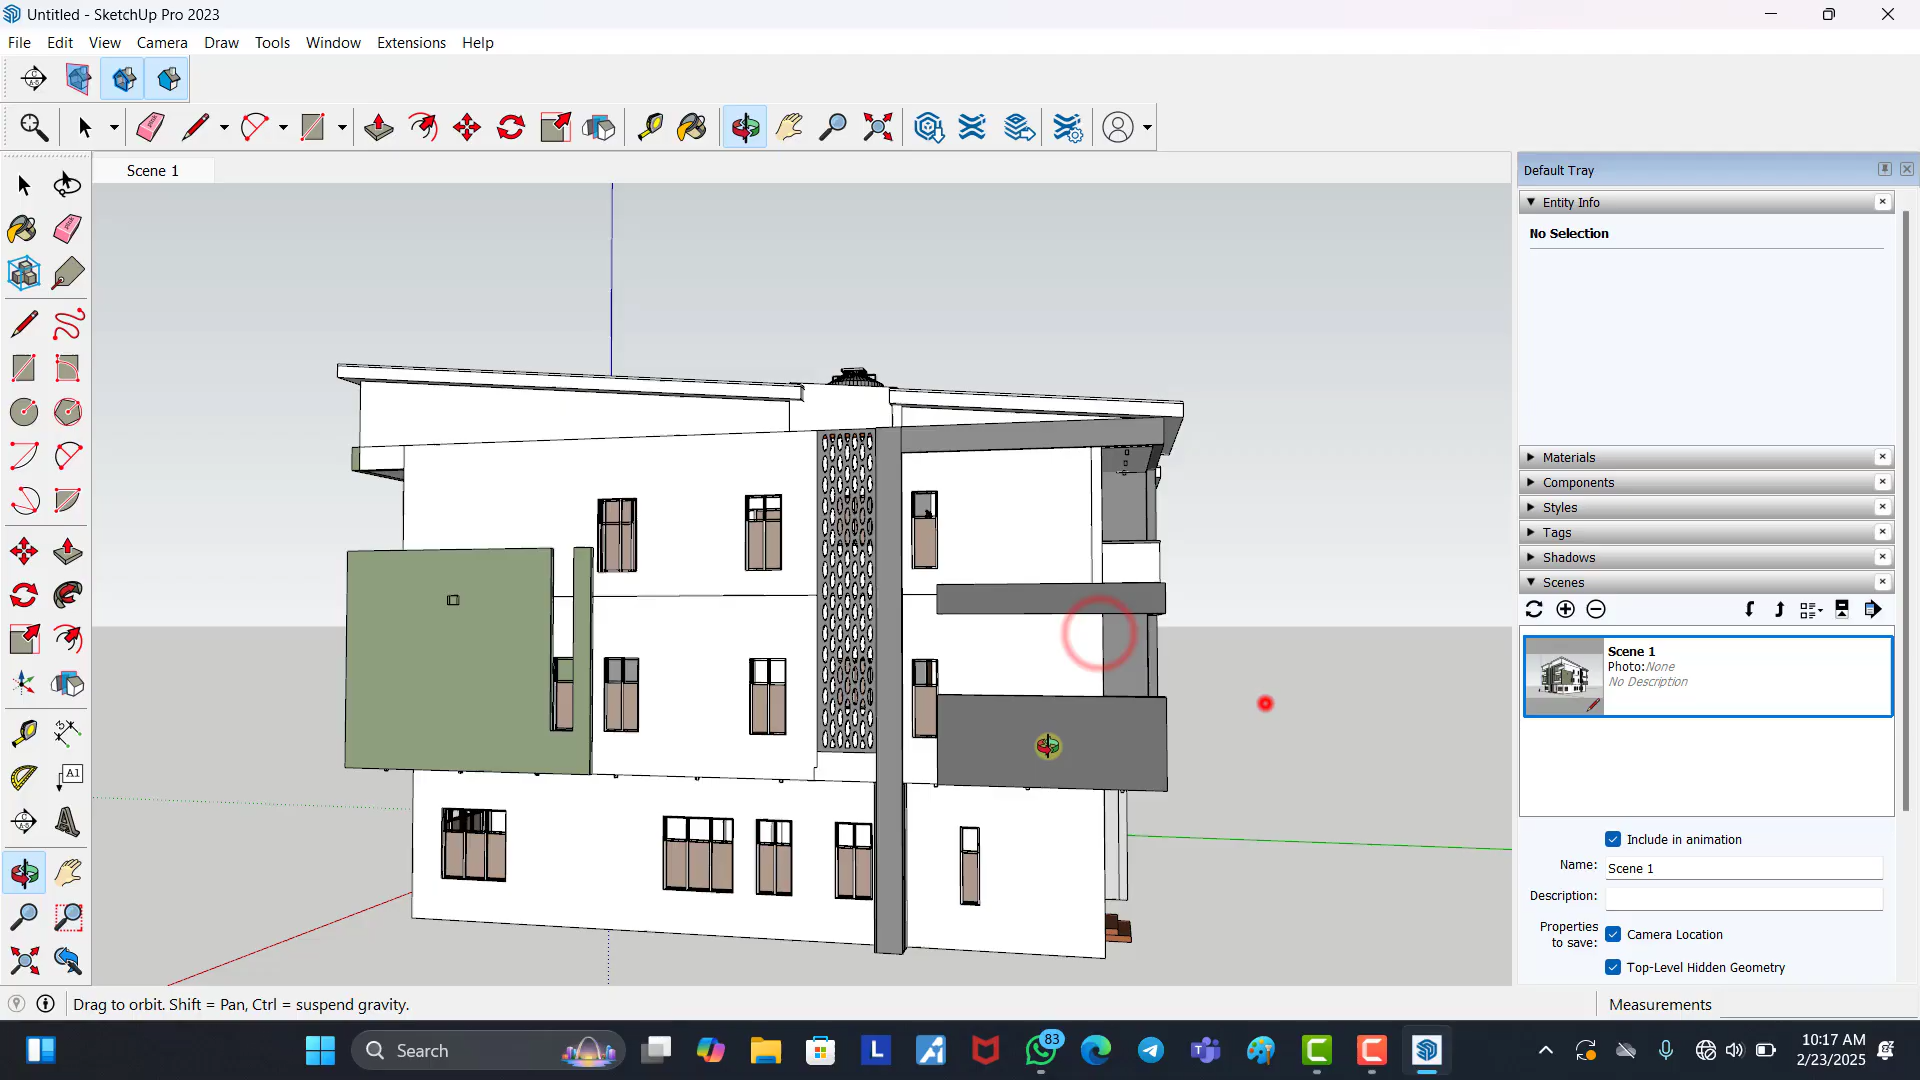 Untitled - SketchUp Pro 2023
File Edit View Camera Draw Tools Window Extensions Help
Scene 1
Default Tray
Entity Info
No Selection
Materials
Components
Styles
Tags
Shadows
Scenes
Scene 1
Photo:None
No Description
Include in animation
Name: Scene 1
Description:
Properties to save:
Camera Location
Top-Level Hidden Geometry
A1
Drag to orbit. Shift = Pan, Ctrl = suspend gravity.
Measurements
Search
83
10:17 AM
2/23/2025